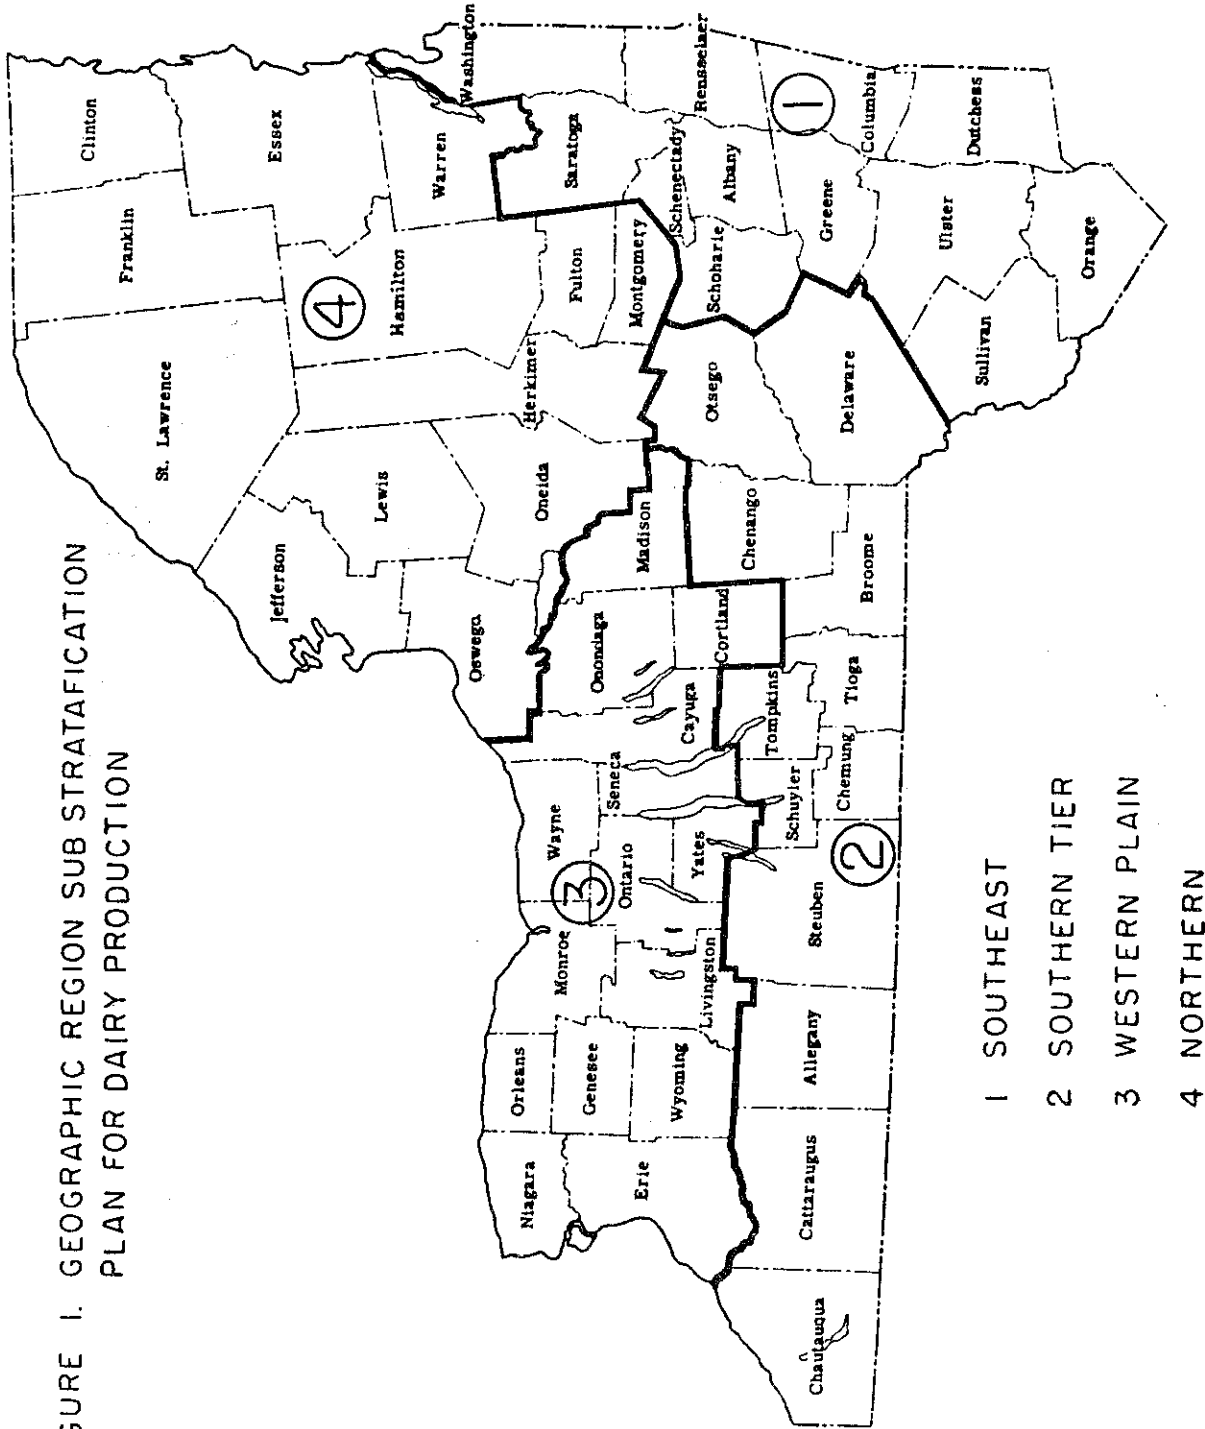 GURE 1. GEOGRAPHIC REGION SUB STRATAFICATION
PLAN FOR DAIRY PRODUCTION
Clinton
Franklin
Essex
St. Lawrence
4
Hamilton
Warren
Washington
Jefferson
Lewis
Herkimer
Fulton
Saratoga
Oswego
Oneida
Montgomery
Schenectady
Rensselaer
Niagara
Orleans
Monroe
Wayne
3
Genesee
Ontario
Seneca
Onondaga
Madison
Otsego
Schoharie
Albany
1
Erie
Wyoming
Livingston
Yates
Cayuga
Cortland
Chenango
Greene
Columbia
Chautauqua
Cattaraugus
Allegany
Steuben
2
Schuyler
Tompkins
Chemung
Tioga
Broome
Delaware
Ulster
Dutchess
Sullivan
Orange
1 SOUTHEAST
2 SOUTHERN TIER
3 WESTERN PLAIN
4 NORTHERN